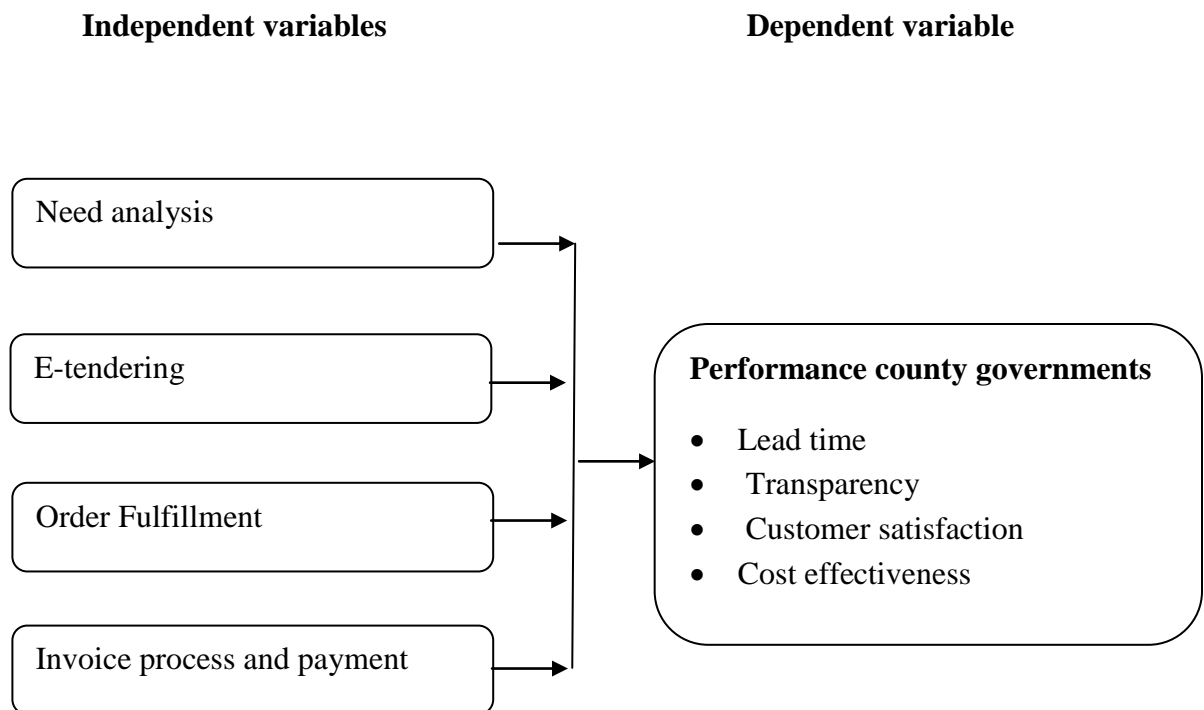 Independent variables
Dependent variable
Need analysis
E-tendering
Order Fulfillment
Invoice process and payment
Performance county governments
• Lead time
• Transparency
• Customer satisfaction
• Cost effectiveness